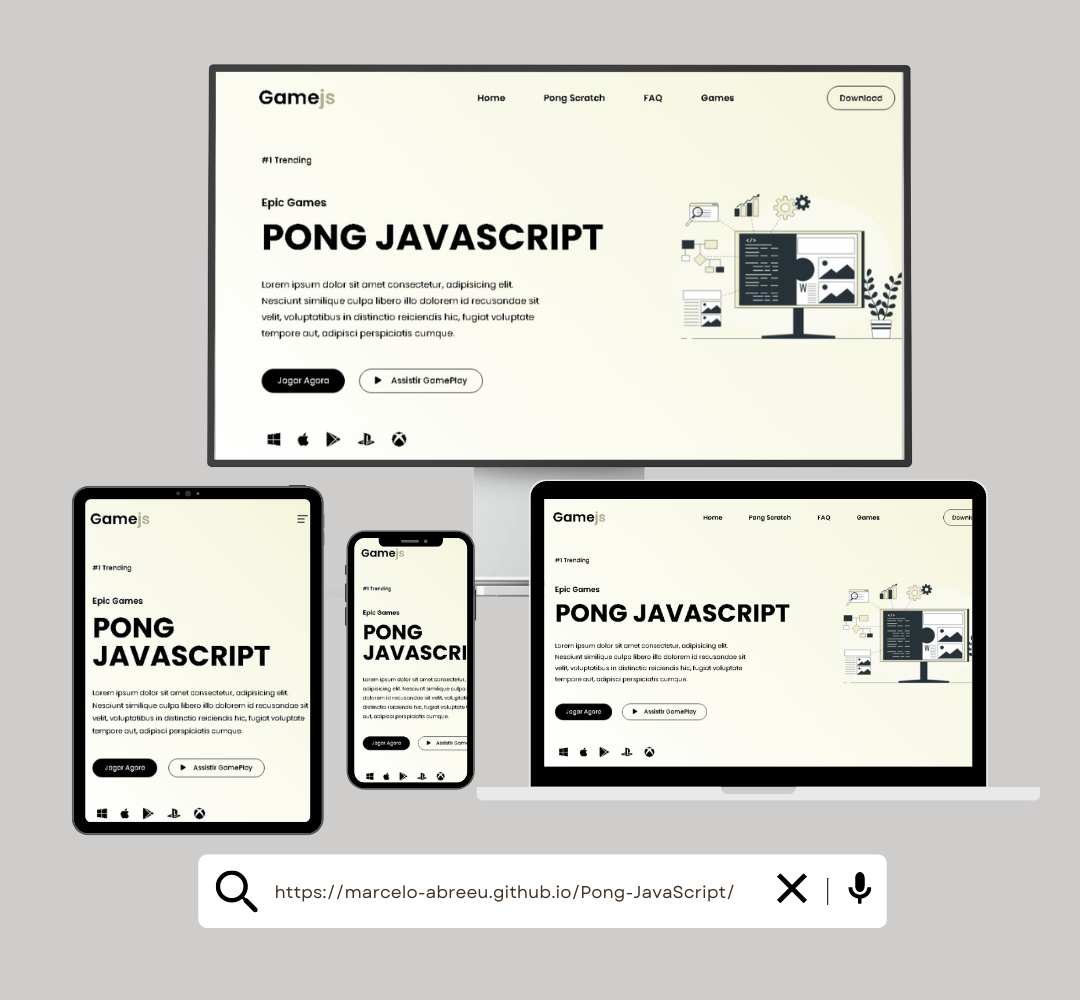 Gamejs
Home Pong Scratch FAQ Games Download
#1 Trending
Epic Games
PONG JAVASCRIPT
Lorem ipsum dolor sit amet consectetur, adipisicing elit.
Nesciunt similique culpa libero illo dolorem id recusandae sit
velit, voluptatibus in distinctio reiciendis hic, fugiat voluptate
tempore aut, adipisci perspiciatis cumque.
Jogar Agora
Assistir GamePlay
</>
W
Gamejs
#1 Trending
Epic Games
PONG
JAVASCRIPT
Lorem ipsum dolor sit amet consectetur, adipisicing elit.
Nesciunt similique culpa libero illo dolorem id recusandae sit
velit, voluptatibus in distinctio reiciendis hic, fugiat voluptate
tempore aut, adipisci perspiciatis cumque.
Jogar Agora
Assistir GamePlay
Gamejs
#1 Trending
Epic Games
PONG
JAVASCRI
Lorem ipsum dolor sit amet consectetur,
adipisicing elit. Nesciunt similique culpa
libero illo dolorem id recusandae sit velit, voluptatibus in
distinctio reiciendis hic, fugiat voluptate
aut, adipisci perspiciatis cumque.
Jogar Agora
Assistir GamePlay
Gamejs
Home Pong Scratch FAQ Games Downl
#1 Trending
Epic Games
PONG JAVASCRIPT
Lorem ipsum dolor sit amet consectetur, adipisicing elit.
Nesciunt similique culpa libero illo dolorem id recusandae sit
velit, voluptatibus in distinctio reiciendis hic, fugiat voluptate
tempore aut, adipisci perspiciatis cumque.
Jogar Agora
Assistir GamePlay
</>
W
https://marcelo-abreeu.github.io/Pong-JavaScript/